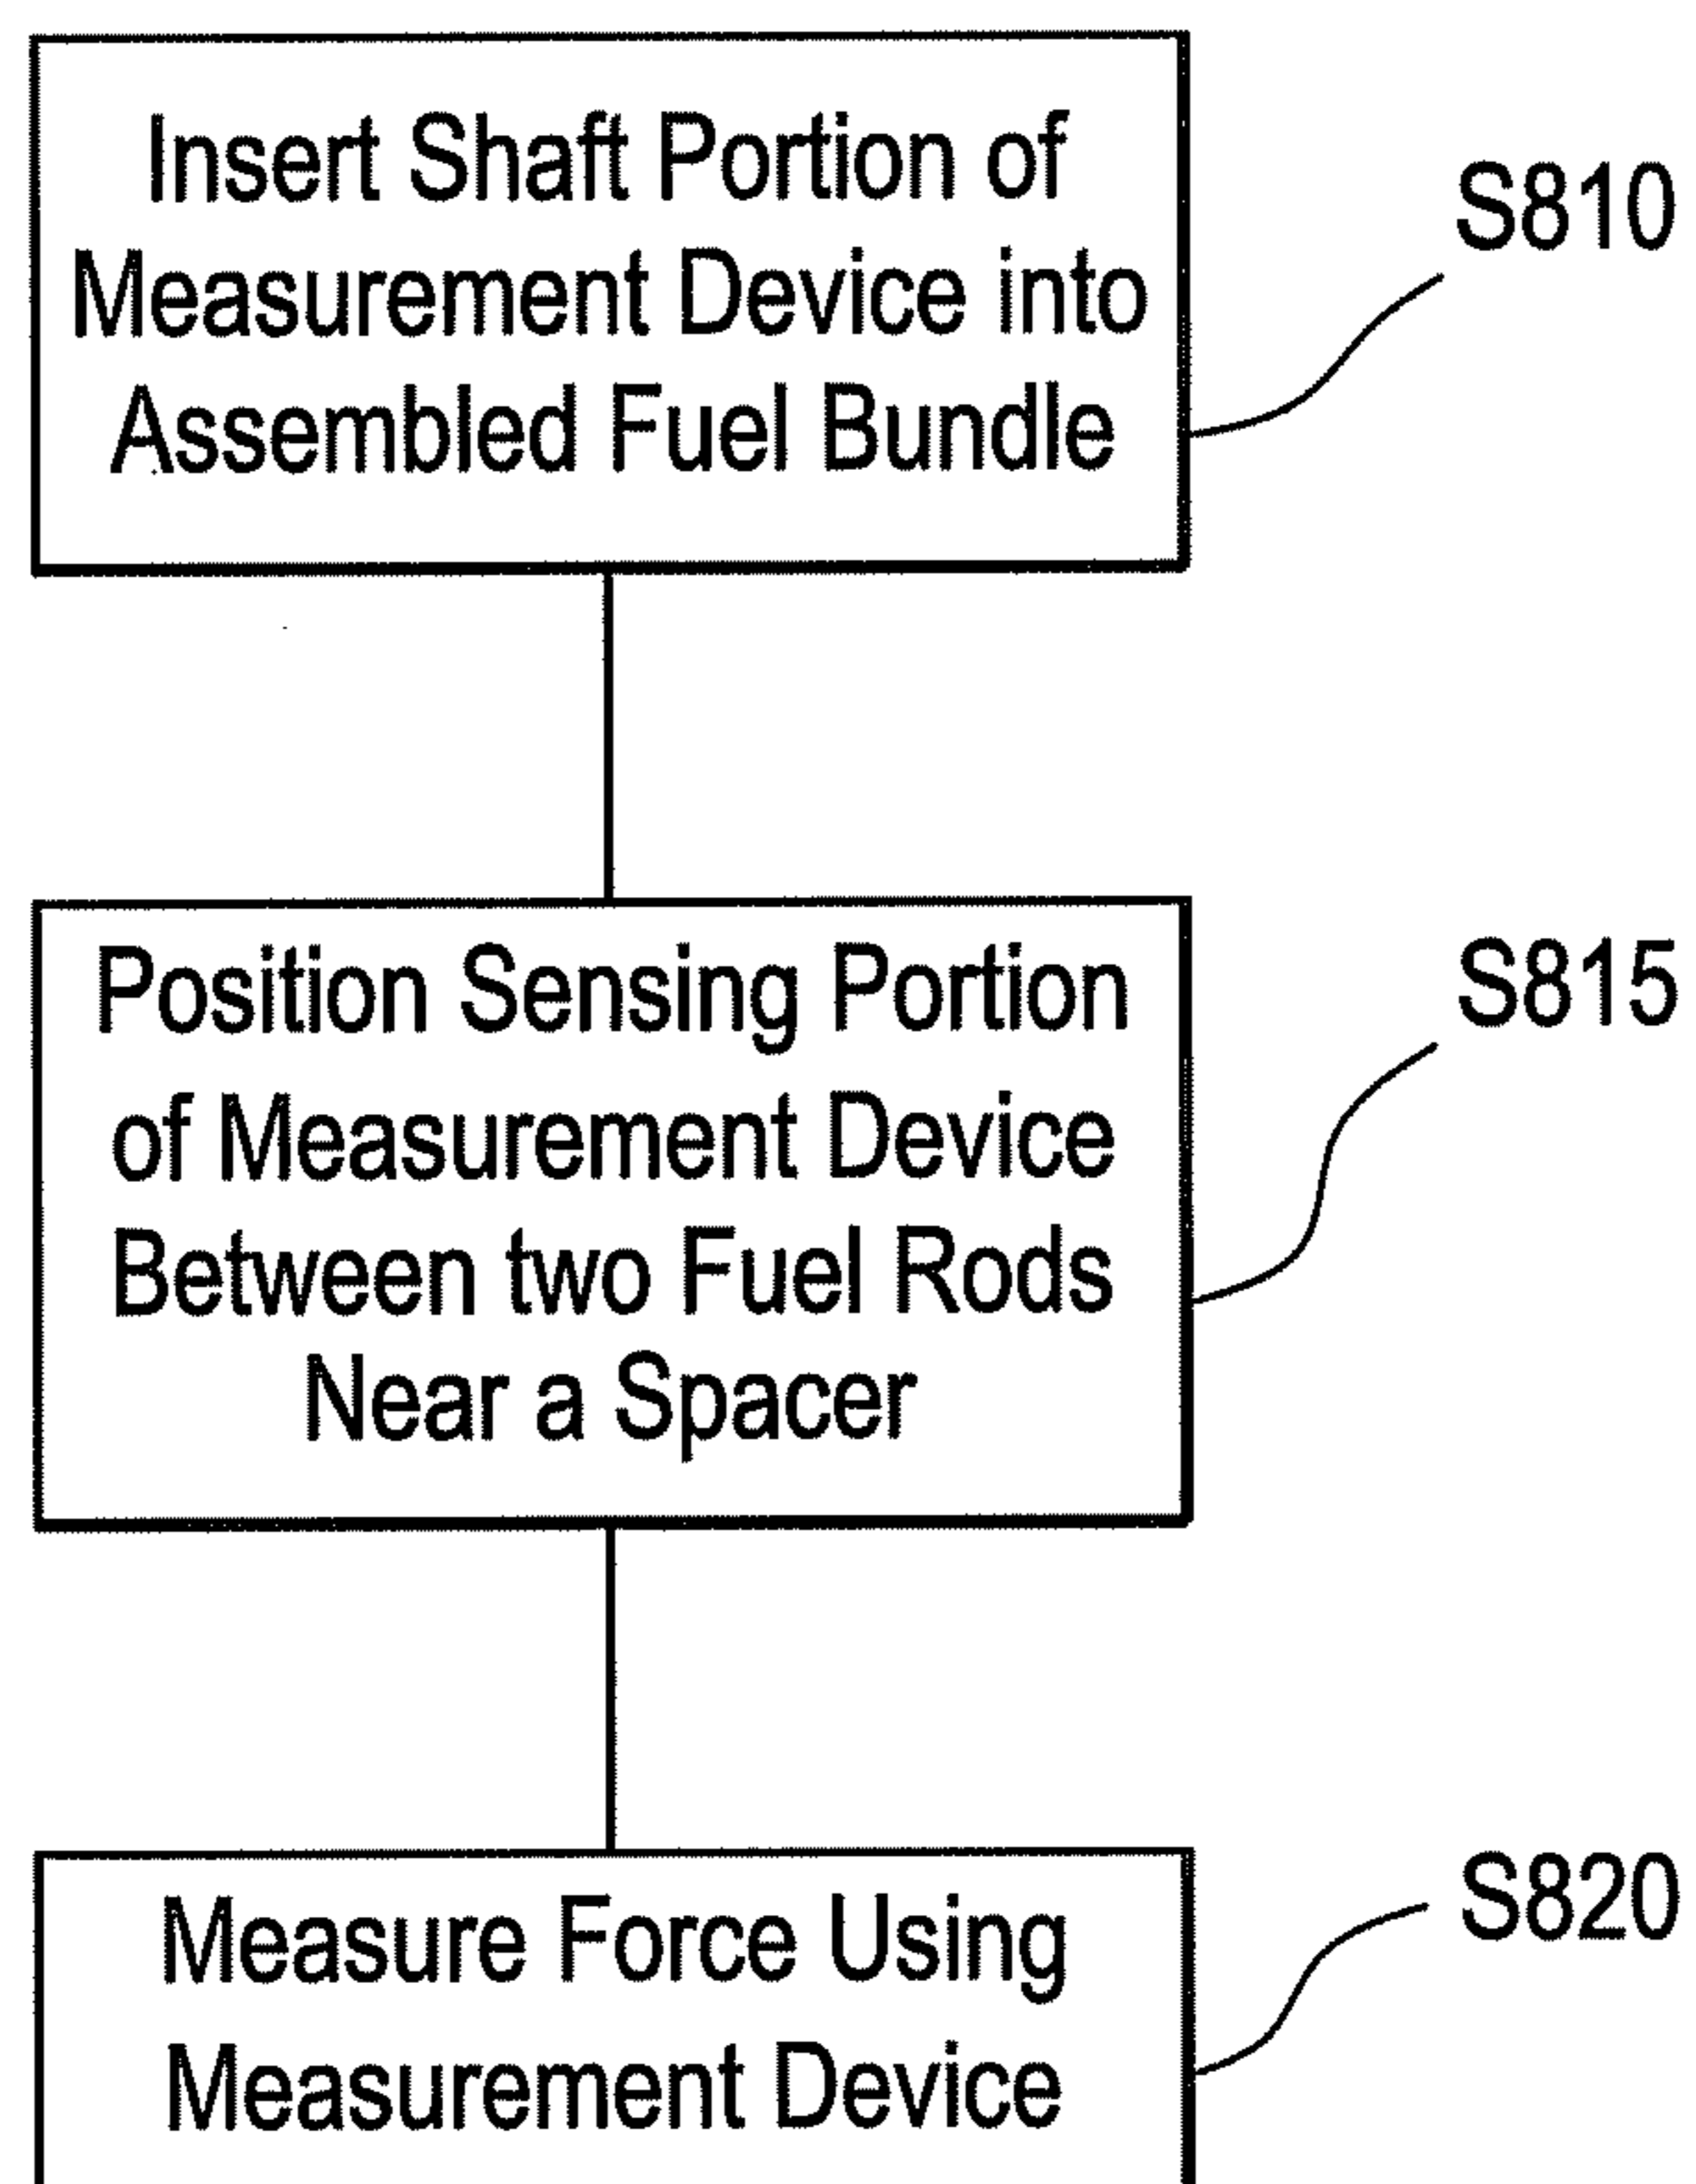 Insert Shaft Portion of
Measurement Device into
Assembled Fuel Bundle
S810
Position Sensing Portion
of Measurement Device
Between two Fuel Rods
Near a Spacer
S815
Measure Force Using
Measurement Device
S820